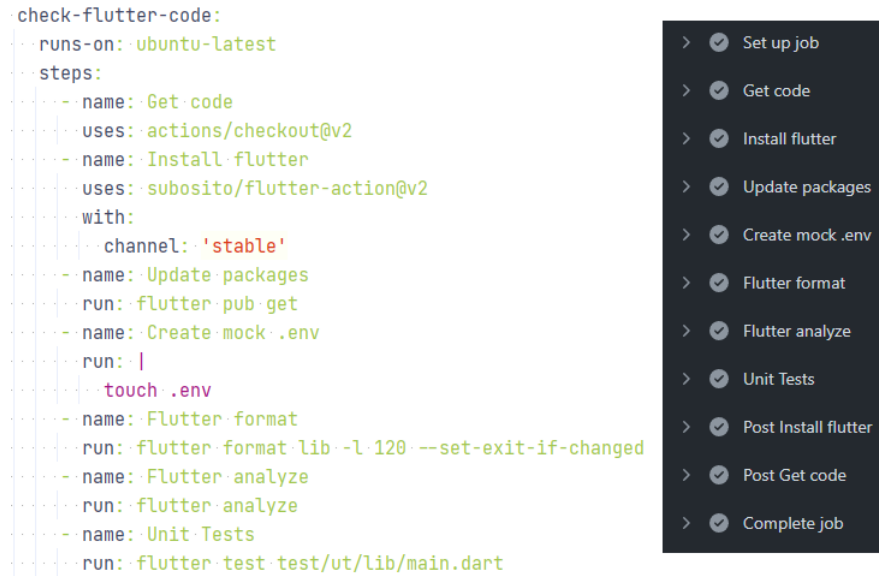 check-flutter-code:
runs-on: ubuntu-latest
steps:
- name: Get code
uses: actions/checkout@v2
- name: Install flutter
uses: subosito/flutter-action@v2
with:
channel: 'stable'
- name: Update packages
run: flutter pub get
- name: Create mock .env
run: |
touch .env
- name: Flutter format
run: flutter format lib -l 120 --set-exit-if-changed
- name: Flutter analyze
run: flutter analyze
- name: Unit Tests
run: flutter test test/ut/lib/main.dart
Set up job
Get code
Install flutter
Update packages
Create mock .env
Flutter format
Flutter analyze
Unit Tests
Post Install flutter
Post Get code
Complete job